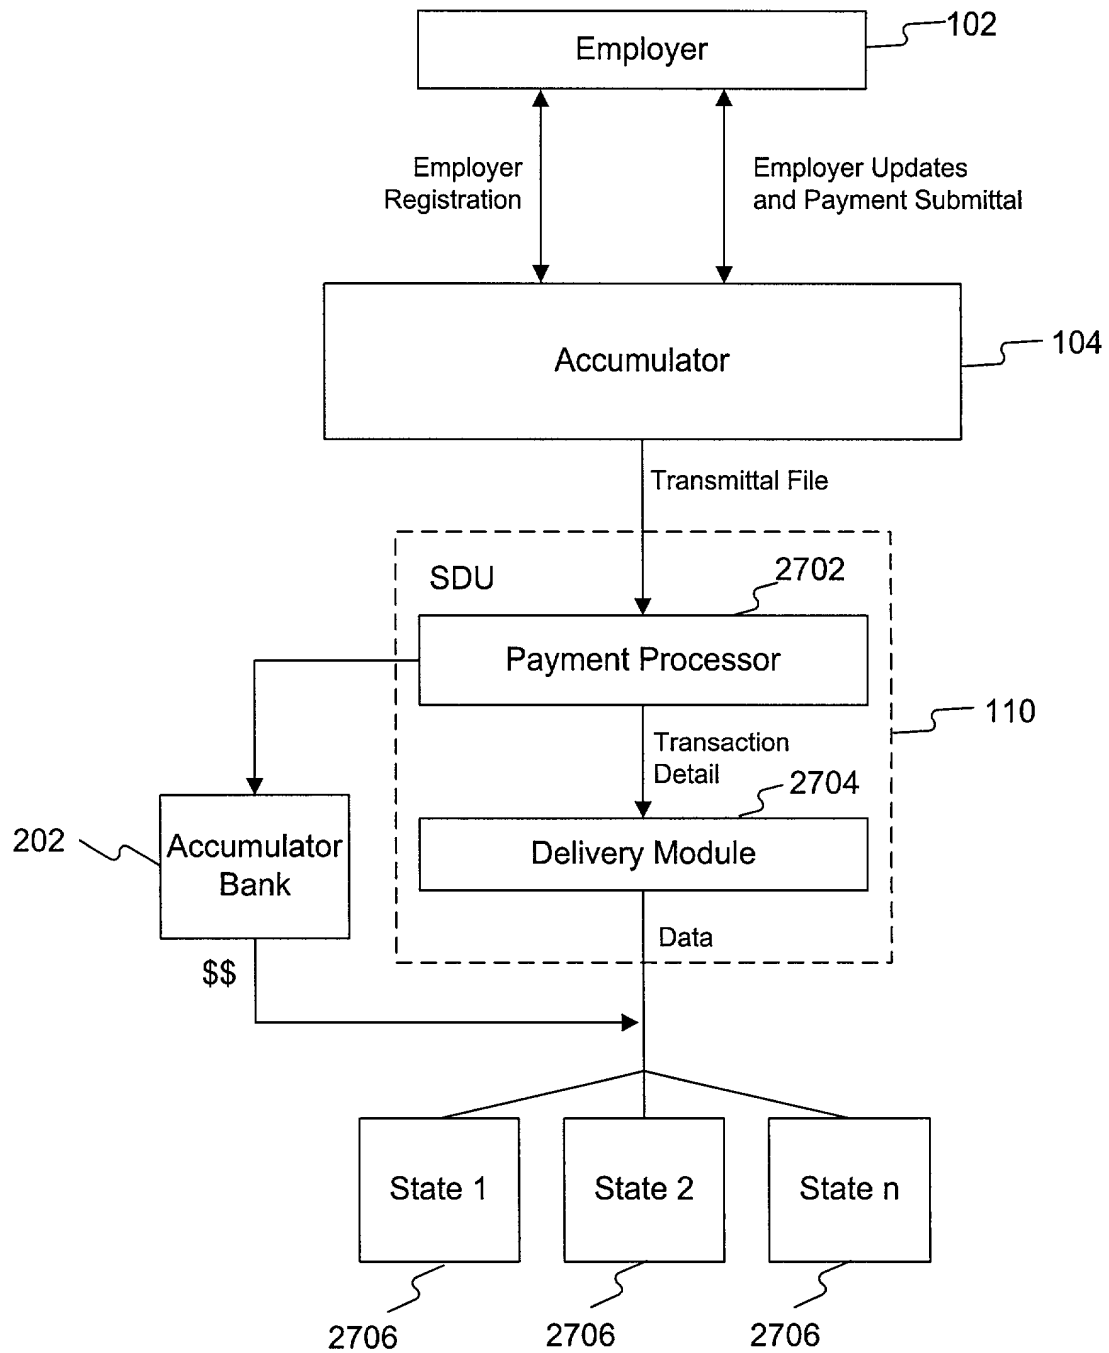 Employer
102
Employer
Registration
Employer Updates
and Payment Submittal
Accumulator
104
Transmittal File
SDU
2702
Payment Processor
110
Transaction
Detail
2704
202
Accumulator
Bank
Delivery Module
Data
$$
State 1
State 2
State n
2706
2706
2706